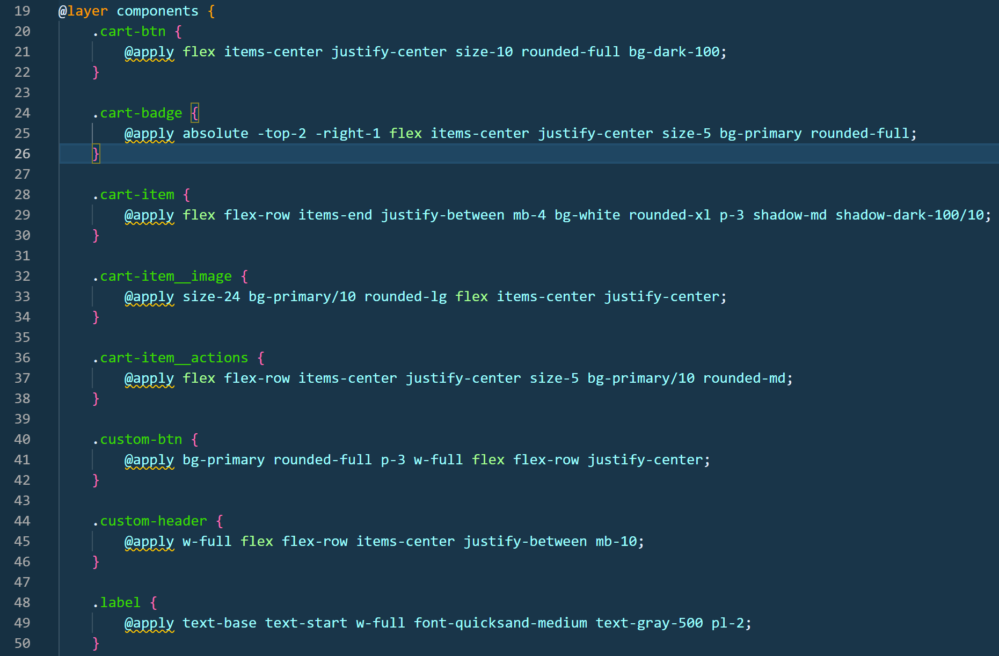 19 @layer components {
20 .cart-btn {
21 @apply flex items-center justify-center size-10 rounded-full bg-dark-100;
22 }
23
24 .cart-badge {
25 @apply absolute -top-2 -right-1 flex items-center justify-center size-5 bg-primary rounded-full;
26 }
27
28 .cart-item {
29 @apply flex flex-row items-end justify-between mb-4 bg-white rounded-xl p-3 shadow-md shadow-dark-100/10;
30 }
31
32 .cart-item__image {
33 @apply size-24 bg-primary/10 rounded-lg flex items-center justify-center;
34 }
35
36 .cart-item__actions {
37 @apply flex flex-row items-center justify-center size-5 bg-primary/10 rounded-md;
38 }
39
40 .custom-btn {
41 @apply bg-primary rounded-full p-3 w-full flex flex-row justify-center;
42 }
43
44 .custom-header {
45 @apply w-full flex flex-row items-center justify-between mb-10;
46 }
47
48 .label {
49 @apply text-base text-start w-full font-quicksand-medium text-gray-500 pl-2;
50 }